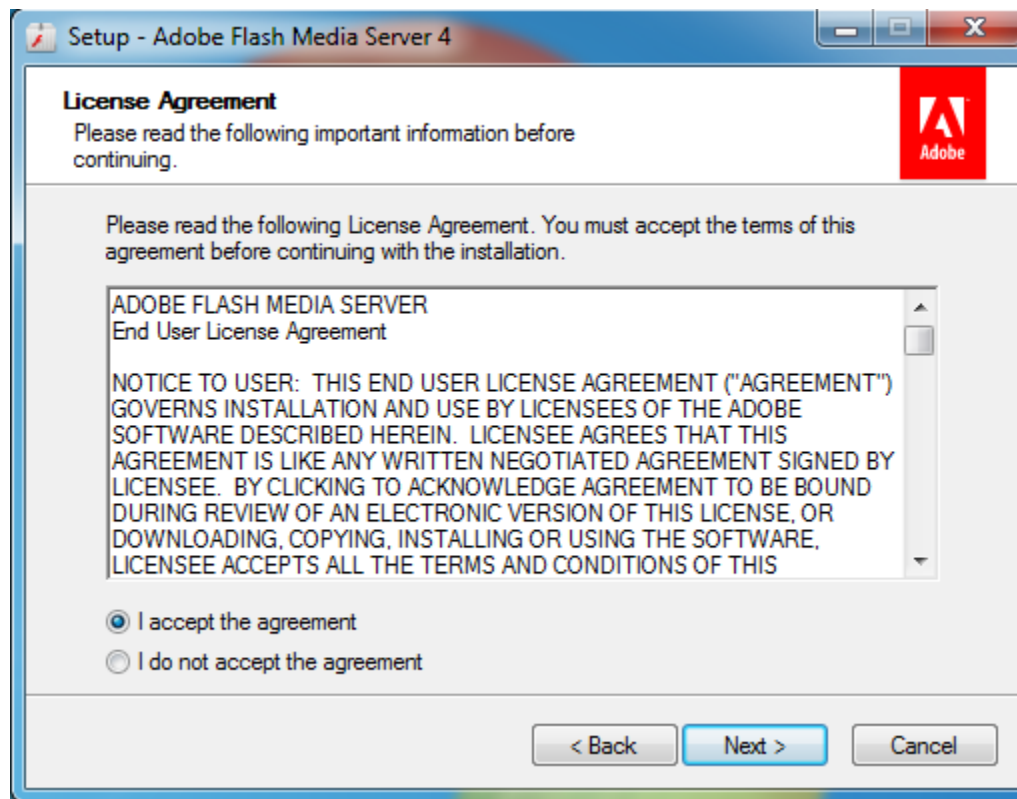 Setup - Adobe Flash Media Server 4
License Agreement
Please read the following important information before
continuing.
Adobe
Please read the following License Agreement. You must accept the terms of this
agreement before continuing with the installation.
ADOBE FLASH MEDIA SERVER
End User License Agreement
NOTICE TO USER:  THIS END USER LICENSE AGREEMENT ("AGREEMENT")
GOVERNS INSTALLATION AND USE BY LICENSEES OF THE ADOBE
SOFTWARE DESCRIBED HEREIN.  LICENSEE AGREES THAT THIS
AGREEMENT IS LIKE ANY WRITTEN NEGOTIATED AGREEMENT SIGNED BY
LICENSEE.  BY CLICKING TO ACKNOWLEDGE AGREEMENT TO BE BOUND
DURING REVIEW OF AN ELECTRONIC VERSION OF THIS LICENSE, OR
DOWNLOADING, COPYING, INSTALLING OR USING THE SOFTWARE,
LICENSEE ACCEPTS ALL THE TERMS AND CONDITIONS OF THIS
I accept the agreement
I do not accept the agreement
< Back
Next >
Cancel